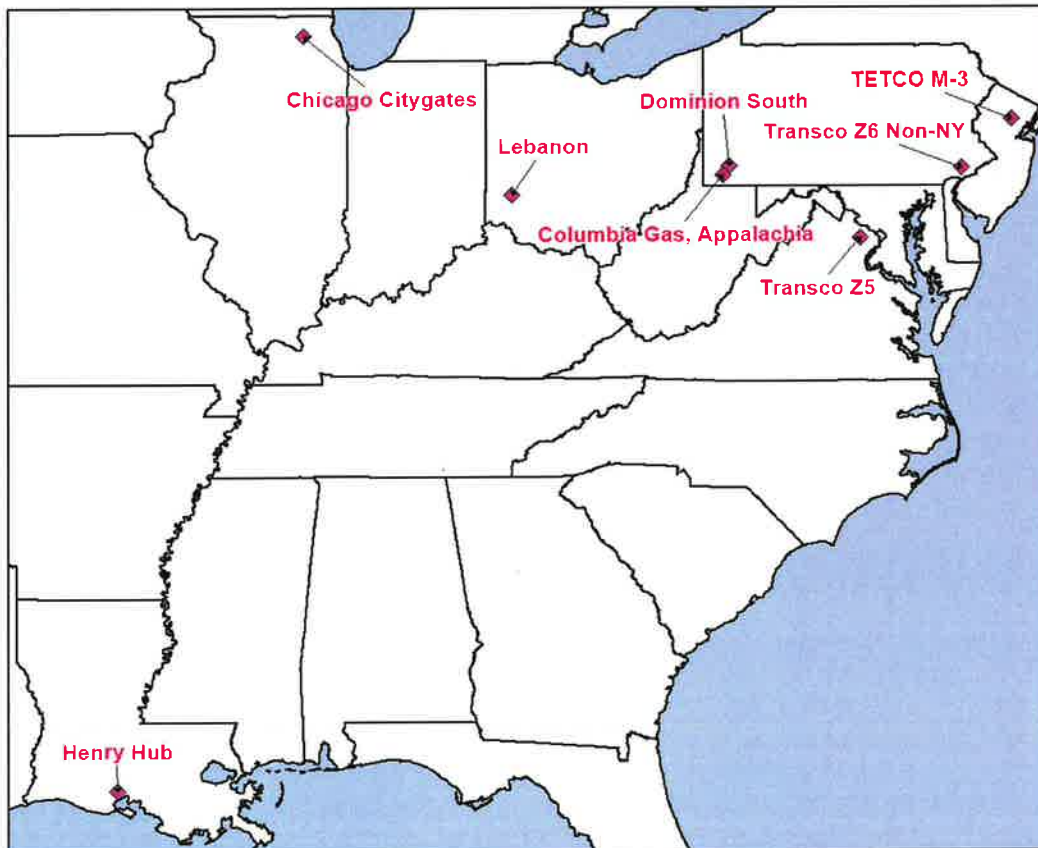 Chicago Citygates
Dominion South
TETCO M-3
Transco Z6 Non-NY
Lebanon
Columbia Gas, Appalachia
Transco Z5
Henry Hub